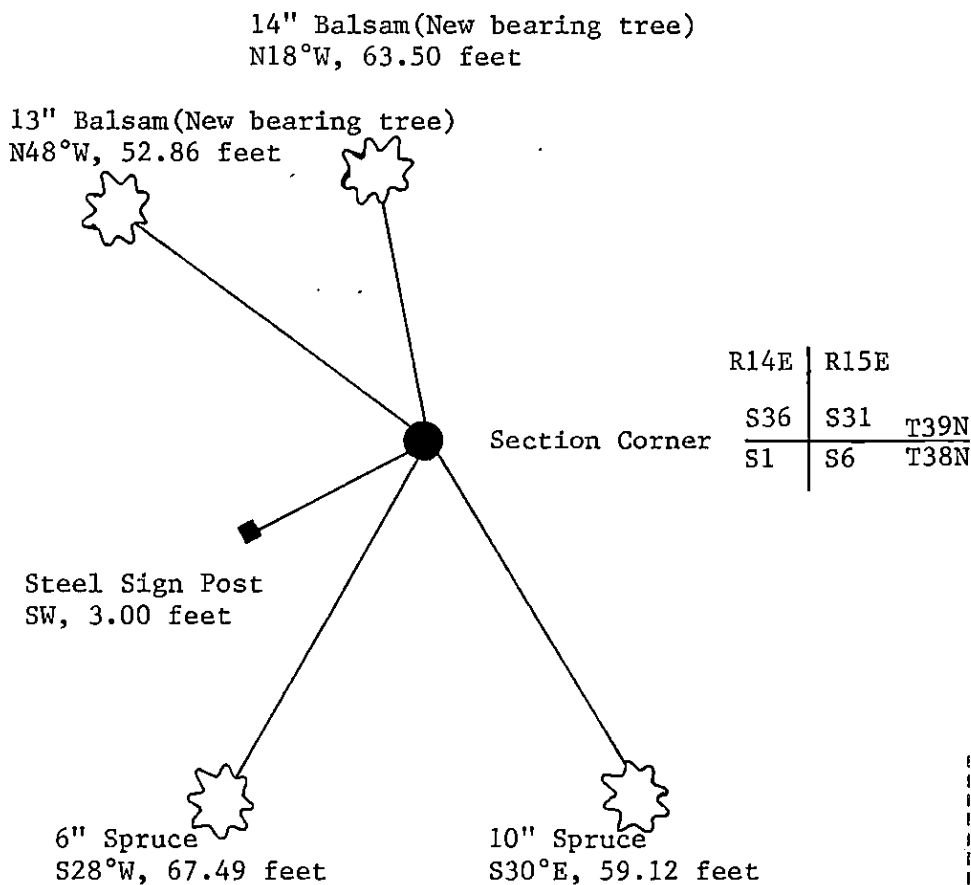 14" Balsam(New bearing tree)
N18°W, 63.50 feet
13" Balsam(New bearing tree)
N48°W, 52.86 feet
R14E R15E
Section Corner S36 S31 T39N
S1 S6 T38N
Steel Sign Post
SW, 3.00 feet
6" Spruce
S28°W, 67.49 feet
10" Spruce
S30°E, 59.12 feet